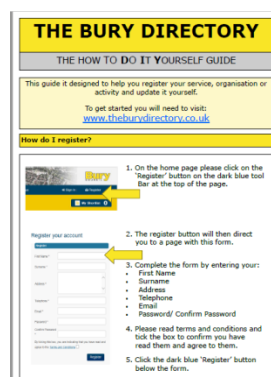 THE BURY DIRECTORY
THE HOW TO DO IT YOURSELF GUIDE
This guide it designed to help you register your service, organisation or
activity and update it yourself.
To get started you will need to visit:
www.theburydirectory.co.uk
How do I register?
Bury
Register
1. On the home page please click on the
'Register' button on the dark blue tool
Bar at the top of the page.
Register your account
2. The register button will then direct
you to a page with this form.
3. Complete the form by entering your:
• First Name
• Surname
• Address
• Telephone
• Email
• Password/ Confirm Password
4. Please read terms and conditions and
tick the box to confirm you have
read them and agree to them.
5. Click the dark blue 'Register' button
below the form.